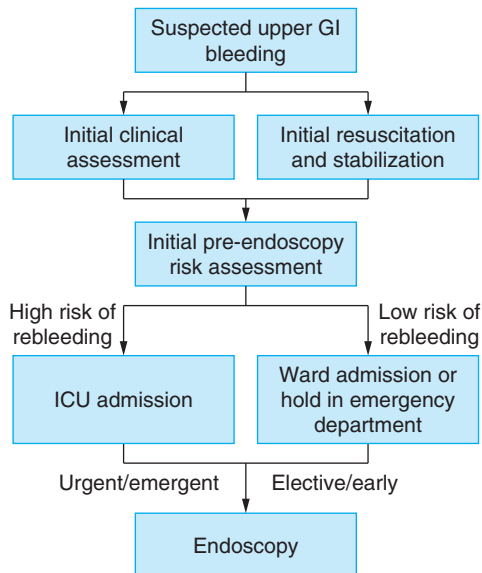 Suspected upper GI
bleeding
Initial clinical
assessment
Initial resuscitation
and stabilization
Initial pre-endoscopy
risk assessment
High risk of
rebleeding
Low risk of
rebleeding
ICU admission
Ward admission or
hold in emergency
department
Urgent/emergent
Elective/early
Endoscopy